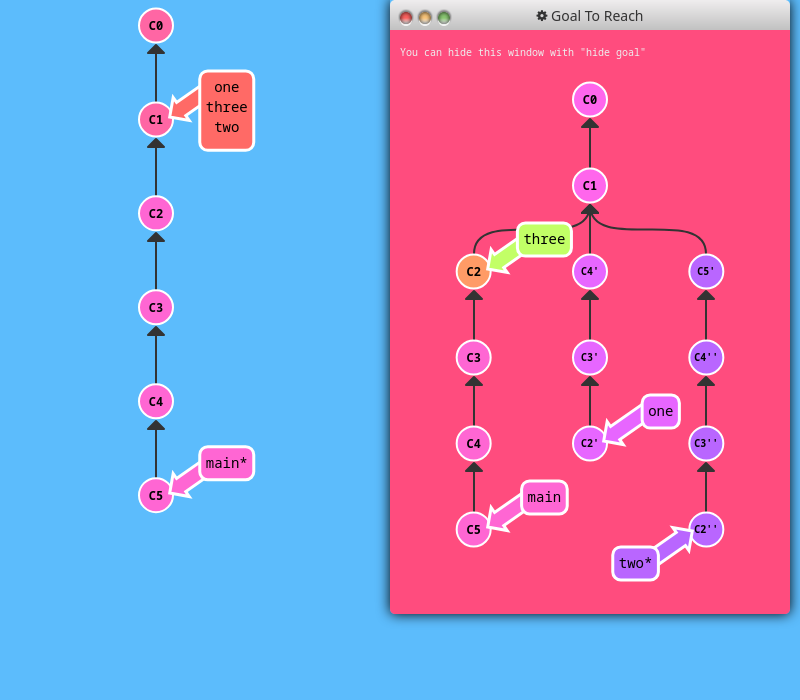 C0
one
three
two
C1
C2
C3
C4
main*
C5
Goal To Reach
You can hide this window with "hide goal"
C0
C1
three
C2
C4'
C5'
C3
C3'
C4''
one
C4
C2'
C3''
main
C5
C2''
two*